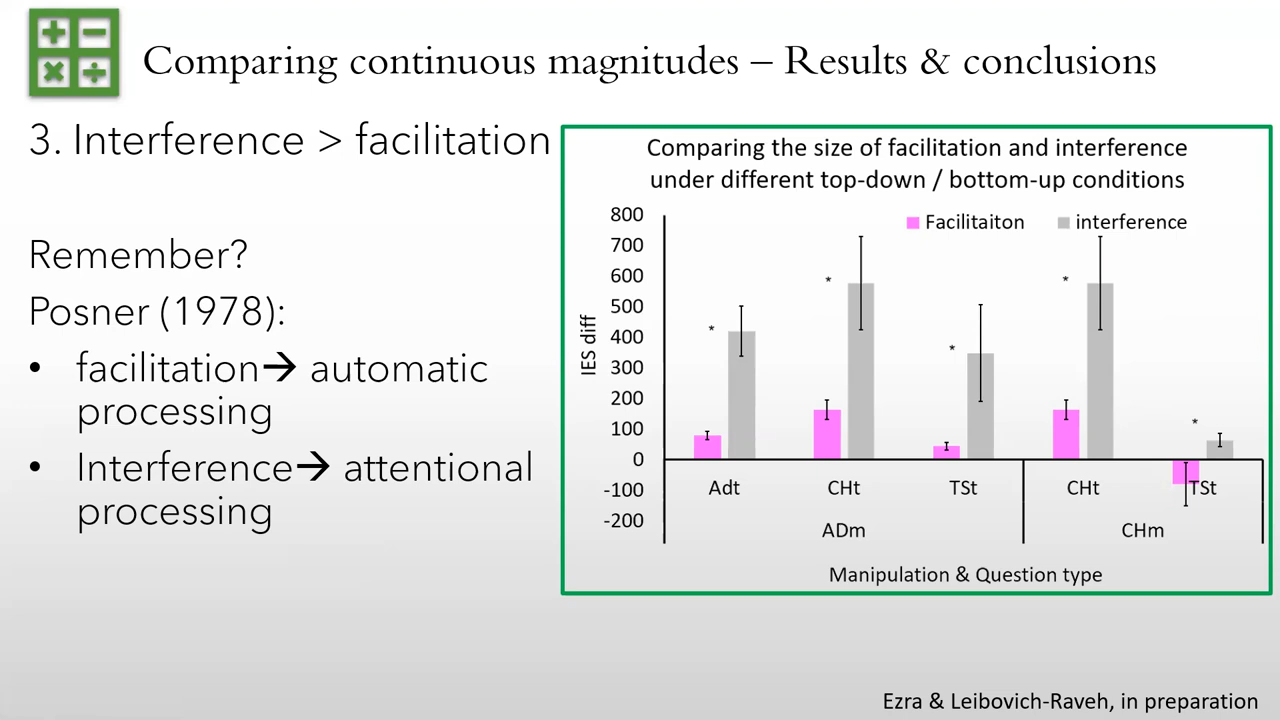 Comparing continuous magnitudes – Results & conclusions
3. Interference > facilitation
Remember?
Posner (1978):
• facilitation→ automatic
processing
• Interference→ attentional
processing
Comparing the size of facilitation and interference
under different top-down / bottom-up conditions
Facilitaiton interference
800
700
600
500
400
300
200
100
0
-100
-200
IES diff
* * * * *
Adt CHt TSt CHt TSt
ADm CHm
Manipulation & Question type
Ezra & Leibovich-Raveh, in preparation